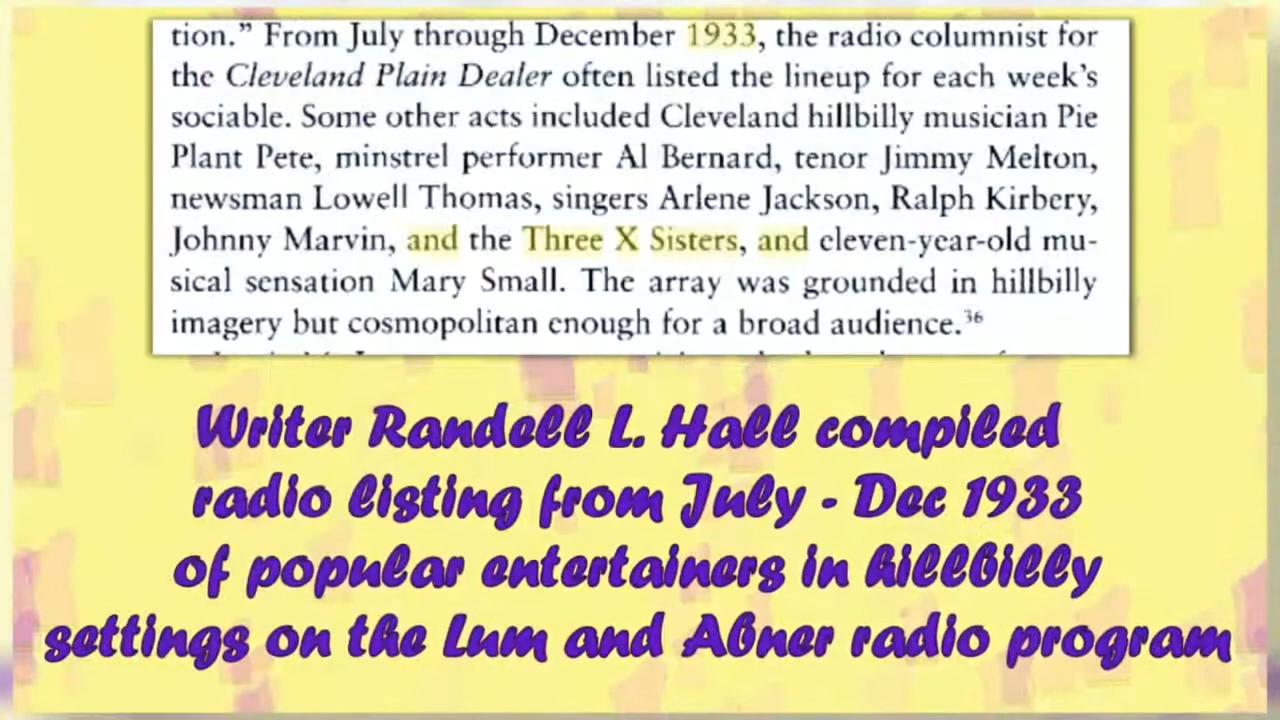 tion.” From July through December 1933, the radio columnist for
the Cleveland Plain Dealer often listed the lineup for each week’s
sociable. Some other acts included Cleveland hillbilly musician Pie
Plant Pete, minstrel performer Al Bernard, tenor Jimmy Melton,
newsman Lowell Thomas, singers Arlene Jackson, Ralph Kirbery,
Johnny Marvin, and the Three X Sisters, and eleven-year-old mu-
sical sensation Mary Small. The array was grounded in hillbilly
imagery but cosmopolitan enough for a broad audience.36
Writer Randell L. Hall compiled
radio listing from July - Dec 1933
of popular entertainers in hillbilly
settings on the Lum and Abner radio program